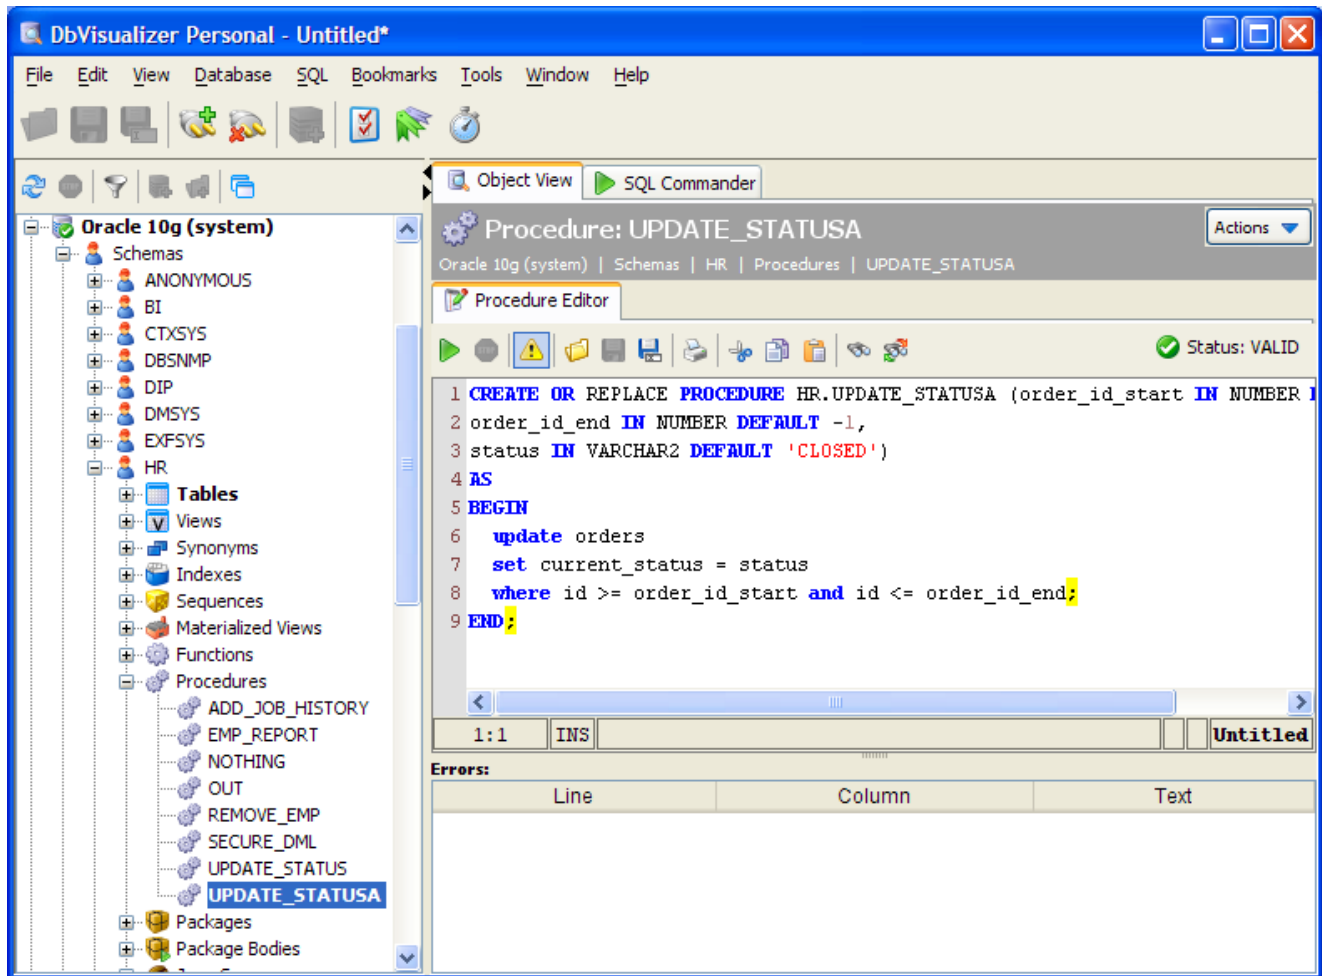 DbVisualizer Personal - Untitled*
File Edit View Database SQL Bookmarks Tools Window Help
Object View SQL Commander
Oracle 10g (system)
Schemas
ANONYMOUS
BI
CTXSYS
DBSNMP
DIP
DMSYS
EXFSYS
HR
Tables
V Views
Synonyms
Indexes
Sequences
Materialized Views
Functions
Procedures
ADD_JOB_HISTORY
EMP_REPORT
NOTHING
OUT
REMOVE_EMP
SECURE_DML
UPDATE_STATUS
UPDATE_STATUSA
Packages
Package Bodies
Procedure: UPDATE_STATUSA
Actions
Oracle 10g (system) | Schemas | HR | Procedures | UPDATE_STATUSA
Procedure Editor
Status: VALID
1 CREATE OR REPLACE PROCEDURE HR.UPDATE_STATUSA (order_id_start IN NUMBER
2 order_id_end IN NUMBER DEFAULT -1,
3 status IN VARCHAR2 DEFAULT 'CLOSED')
4 AS
5 BEGIN
6 update orders
7 set current_status = status
8 where id >= order_id_start and id <= order_id_end;
9 END;
1:1 INS Untitled
Errors:
Line Column Text